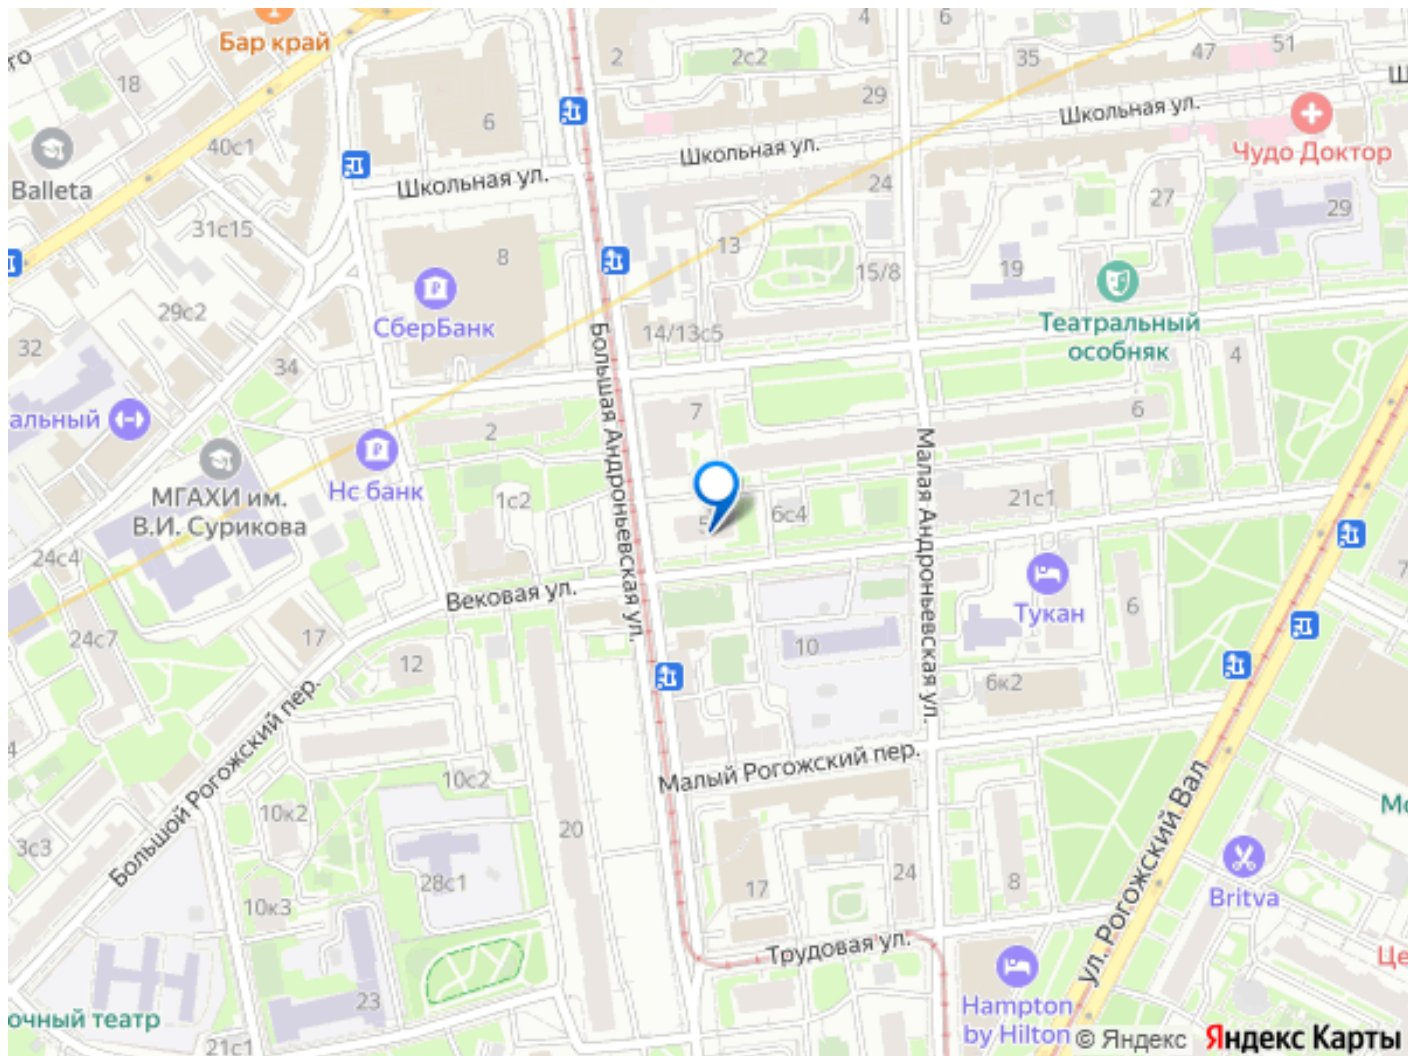 Бар край
4
6
2
2с2
35
47
51
18
29
6
Школьная ул.
Чудо Доктор
40с1
Школьная ул.
Balleta
Школьная ул.
24
27
29
31с15
13
8
15/8
19
СберБанк
29с2
Театральный
особняк
14/13с5
32
34
4
Большая Андроньевская ул.
7
6
альный
2
Малая Андроньевская ул.
МГАХИ им.
В.И. Сурикова
Нс банк
1с2
21с1
6с4
5
24с4
Вековая ул.
Тукан
6
7
24с7
17
12
10
6к2
Большой Рогожский пер.
Малый Рогожский пер.
4
10с2
10к2
20
3с3
28с1
17
24
8
ул. Рогожский Вал
Britva
10к3
Трудовая ул.
23
Hampton
by Hilton
очный театр
21с1
© Яндекс Яндекс Карты